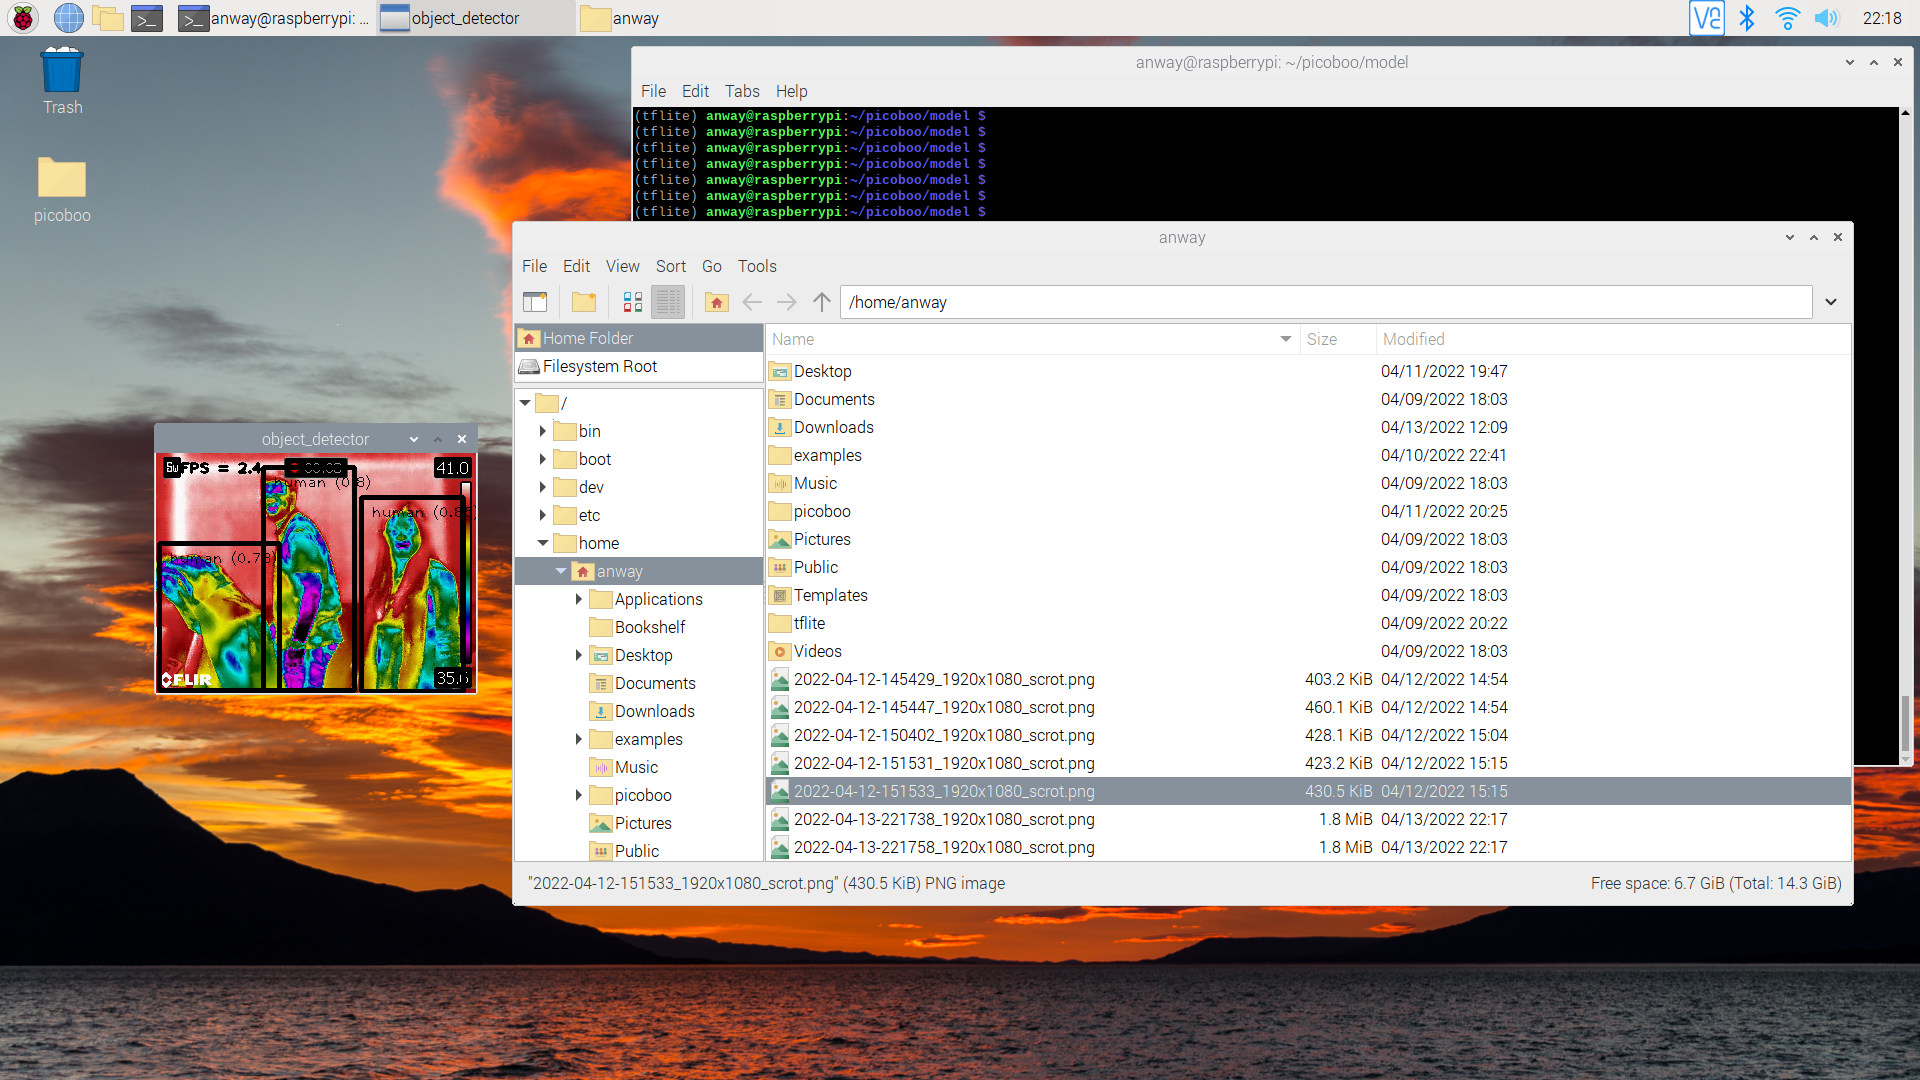 anway@raspberrypi: ...
object_detector
anway
22:18
Trash
picoboo
anway@raspberrypi: ~/picoboo/model
File Edit Tabs Help
(tflite) anway@raspberrypi:~/picoboo/model $
(tflite) anway@raspberrypi:~/picoboo/model $
(tflite) anway@raspberrypi:~/picoboo/model $
(tflite) anway@raspberrypi:~/picoboo/model $
(tflite) anway@raspberrypi:~/picoboo/model $
(tflite) anway@raspberrypi:~/picoboo/model $
(tflite) anway@raspberrypi:~/picoboo/model $
object_detector
FPS = 2.4
41.0
human (0.8)
human (0.8
human (0.78)
FLIR
35.
anway
File Edit View Sort Go Tools
/home/anway
Home Folder
Filesystem Root
/
bin
boot
dev
etc
home
anway
Applications
Bookshelf
Desktop
Documents
Downloads
examples
Music
picoboo
Pictures
Public
Name Size Modified
Desktop 04/11/2022 19:47
Documents 04/09/2022 18:03
Downloads 04/13/2022 12:09
examples 04/10/2022 22:41
Music 04/09/2022 18:03
picoboo 04/11/2022 20:25
Pictures 04/09/2022 18:03
Public 04/09/2022 18:03
Templates 04/09/2022 18:03
tflite 04/09/2022 20:22
Videos 04/09/2022 18:03
2022-04-12-145429_1920x1080_scrot.png 403.2 KiB 04/12/2022 14:54
2022-04-12-145447_1920x1080_scrot.png 460.1 KiB 04/12/2022 14:54
2022-04-12-150402_1920x1080_scrot.png 428.1 KiB 04/12/2022 15:04
2022-04-12-151531_1920x1080_scrot.png 423.2 KiB 04/12/2022 15:15
2022-04-12-151533_1920x1080_scrot.png 430.5 KiB 04/12/2022 15:15
2022-04-13-221738_1920x1080_scrot.png 1.8 MiB 04/13/2022 22:17
2022-04-13-221758_1920x1080_scrot.png 1.8 MiB 04/13/2022 22:17
"2022-04-12-151533_1920x1080_scrot.png" (430.5 KiB) PNG image
Free space: 6.7 GiB (Total: 14.3 GiB)